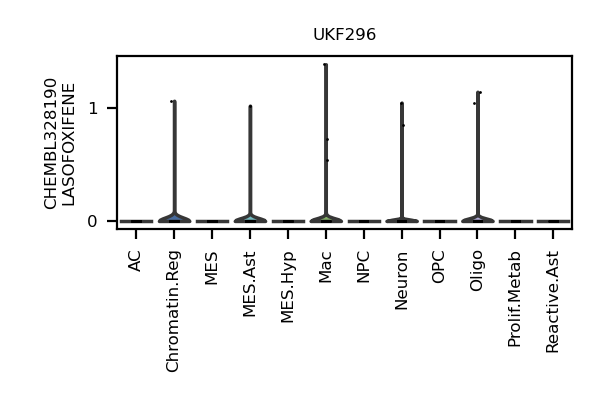 UKF296
CHEMBL328190
LASOFOXIFENE
1
0
AC
Chromatin.Reg
MES
MES.Ast
MES.Hyp
Mac
NPC
Neuron
OPC
Oligo
Prolif.Metab
Reactive.Ast